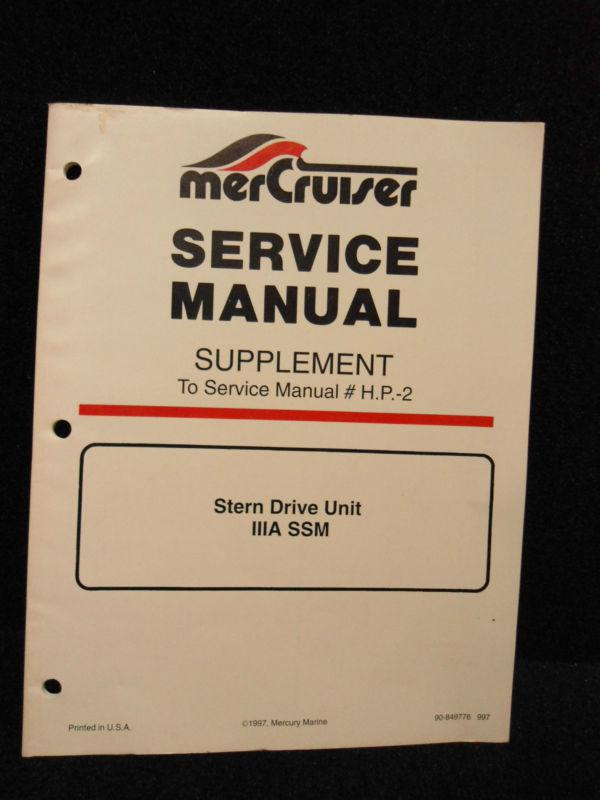 merCruiser
SERVICE
MANUAL
SUPPLEMENT
To Service Manual # H.P.-2
Stern Drive Unit
IIIA SSM
Printed in U.S.A.
©1997, Mercury Marine
90-849776 997